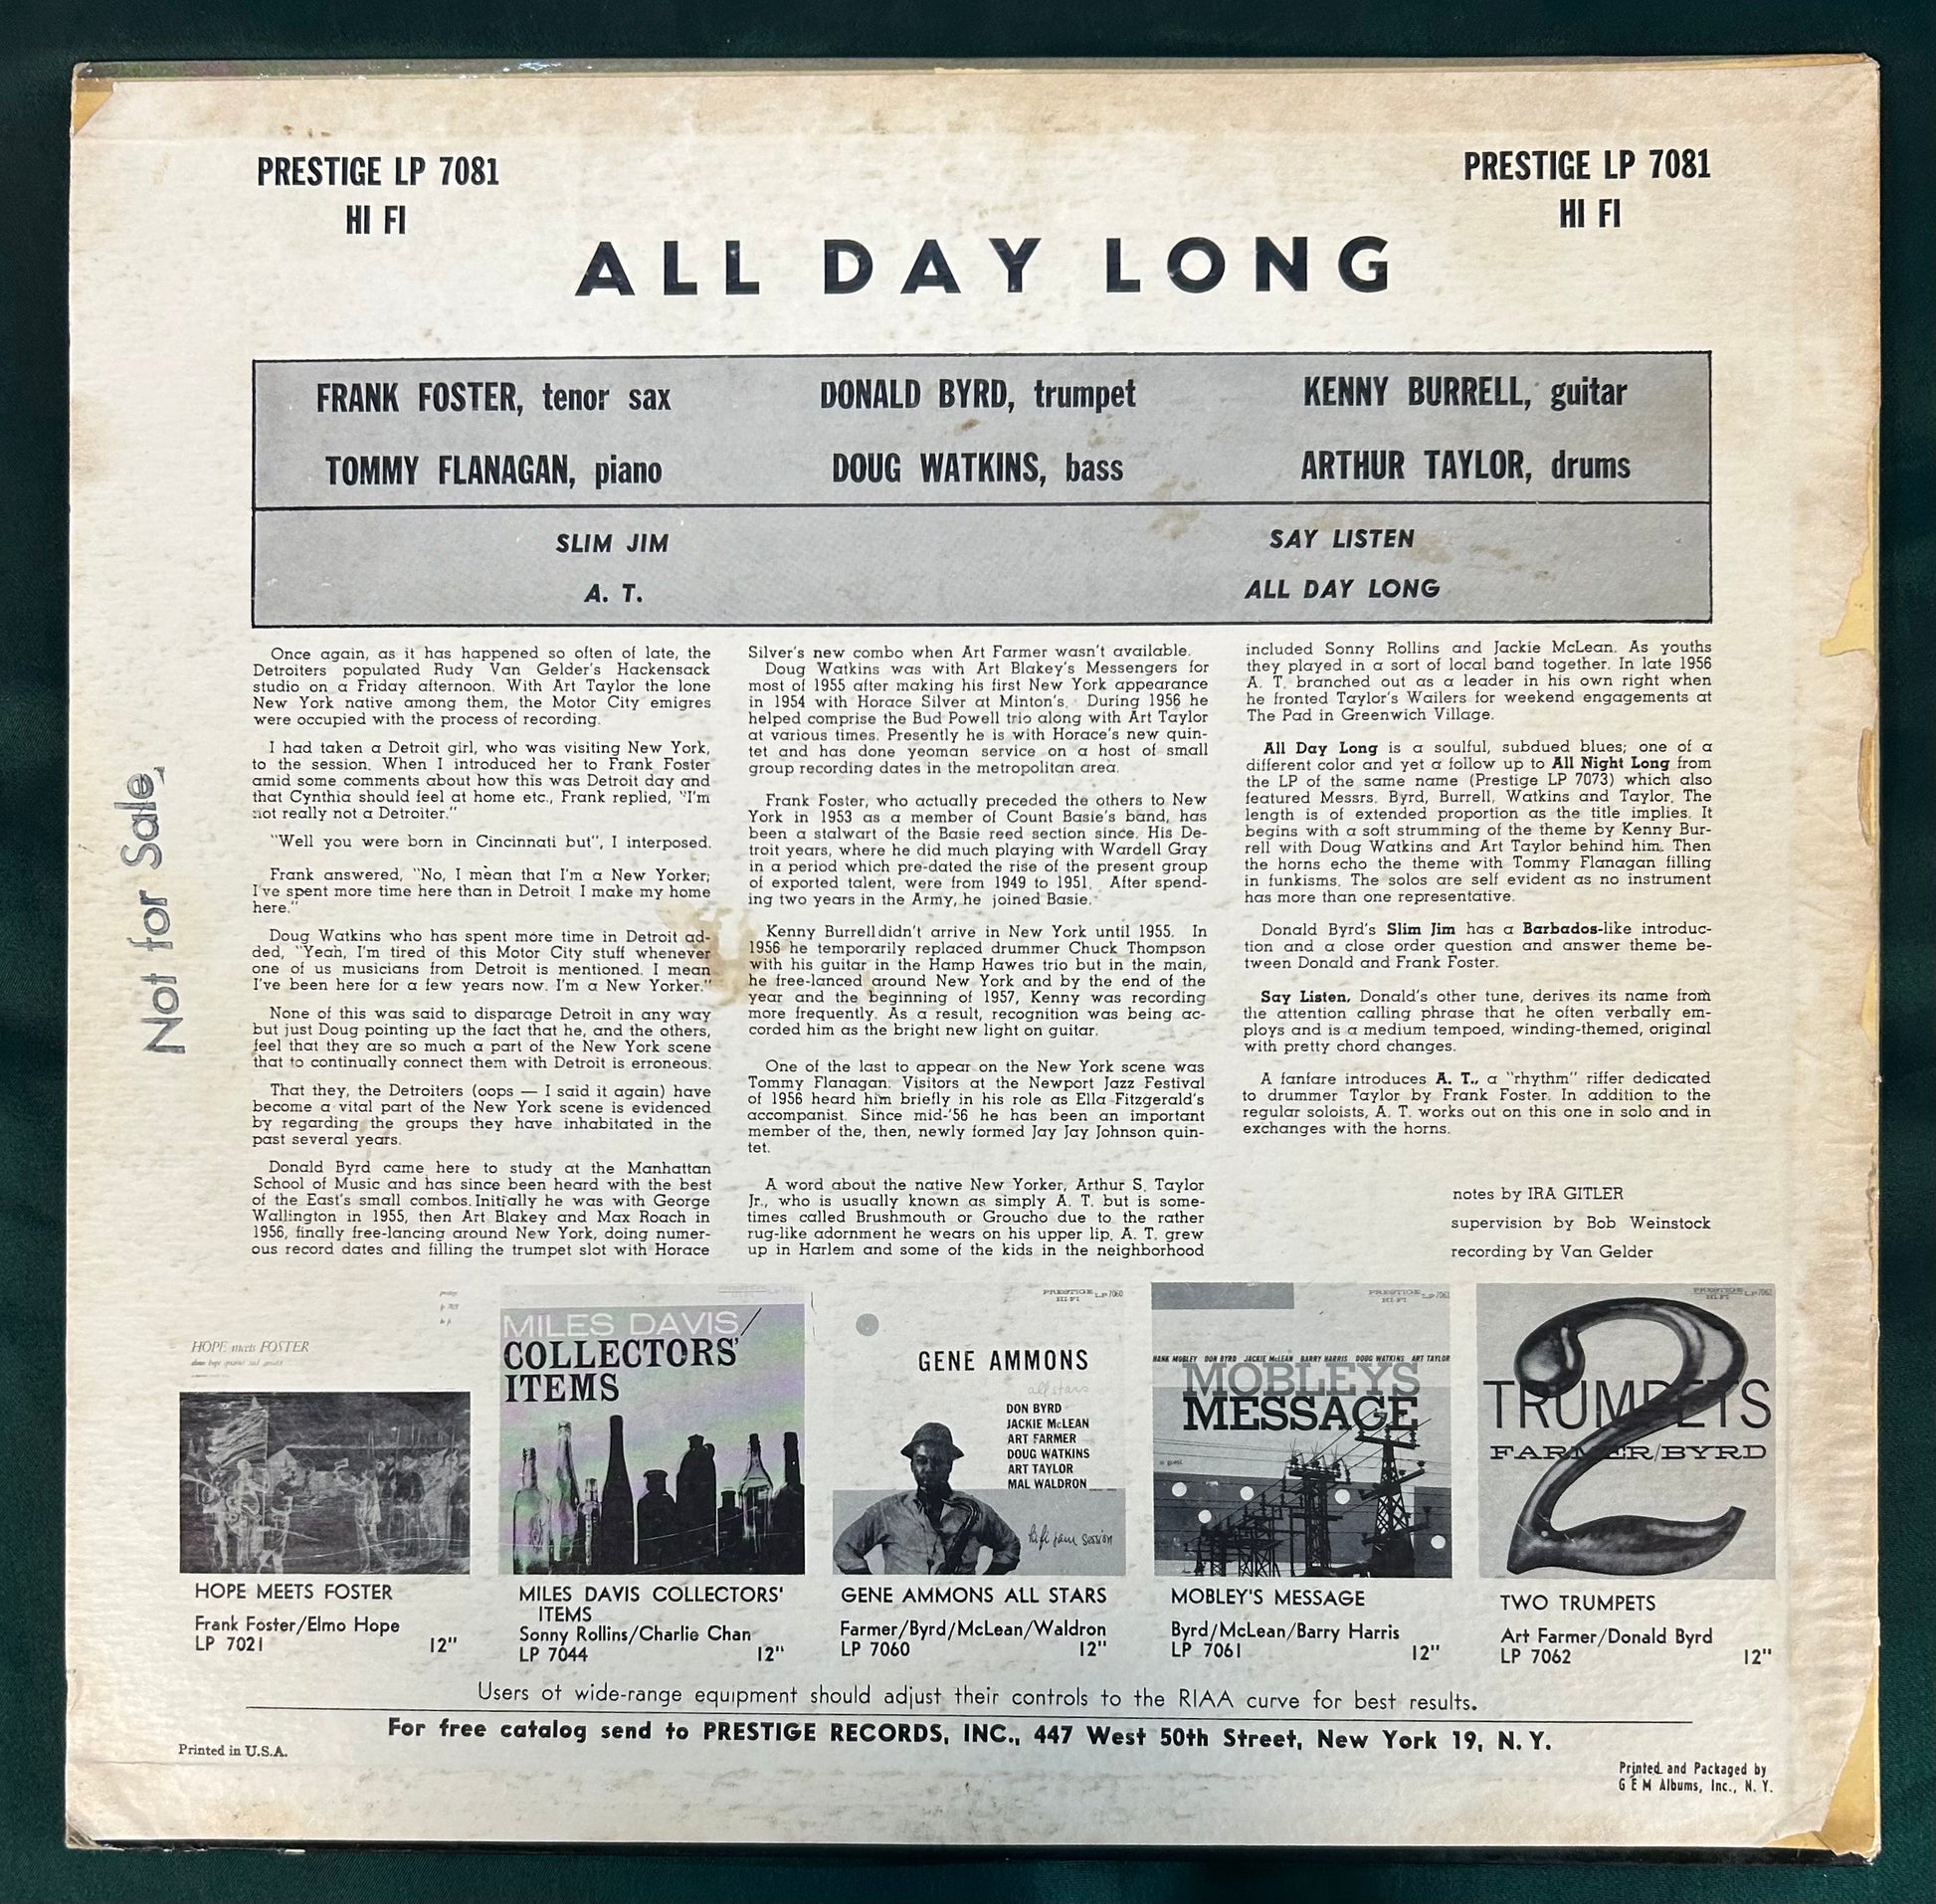 PRESTIGE LP 7081
HI FI
PRESTIGE LP 7081
HI FI
ALL DAY LONG
FRANK FOSTER, tenor sax
DONALD BYRD, trumpet
KENNY BURRELL, guitar
TOMMY FLANAGAN, piano
DOUG WATKINS, bass
ARTHUR TAYLOR, drums
SLIM JIM
SAY LISTEN
A. T.
ALL DAY LONG
Not for Sale
Once again, as it has happened so often of late, the
Detroiters populated Rudy Van Gelder's Hackensack
studio on a Friday afternoon. With Art Taylor the lone
New York native among them, the Motor City emigres
were occupied with the process of recording.
I had taken a Detroit girl, who was visiting New York,
to the session. When I introduced her to Frank Foster
amid some comments about how this was Detroit day and
that Cynthia should feel at home etc., Frank replied, "I'm
not really not a Detroiter."
"Well you were born in Cincinnati but", I interposed.
Frank answered, "No, I mean that I'm a New Yorker;
I've spent more time here than in Detroit. I make my home
here."
Doug Watkins who has spent more time in Detroit ad-
ded, "Yeah, I'm tired of this Motor City stuff whenever
one of us musicians from Detroit is mentioned. I mean
I've been here for a few years now. I'm a New Yorker."
None of this was said to disparage Detroit in any way
but just Doug pointing up the fact that he, and the others,
feel that they are so much a part of the New York scene
that to continually connect them with Detroit is erroneous.
That they, the Detroiters (oops — I said it again) have
become a vital part of the New York scene is evidenced
by regarding the groups they have inhabitated in the
past several years.
Donald Byrd came here to study at the Manhattan
School of Music and has since been heard with the best
of the East's small combos. Initially he was with George
Wallington in 1955, then Art Blakey and Max Roach in
1956, finally free-lancing around New York, doing numer-
ous record dates and filling the trumpet slot with Horace
Silver's new combo when Art Farmer wasn't available.
Doug Watkins was with Art Blakey's Messengers for
most of 1955 after making his first New York appearance
in 1954 with Horace Silver at Minton's. During 1956 he
helped comprise the Bud Powell trio along with Art Taylor
at various times. Presently he is with Horace's new quin-
tet and has done yeoman service on a host of small
group recording dates in the metropolitan area.
Frank Foster, who actually preceded the others to New
York in 1953 as a member of Count Basie's band, has
been a stalwart of the Basie reed section since. His De-
troit years, where he did much playing with Wardell Gray
in a period which pre-dated the rise of the present group
of exported talent, were from 1949 to 1951. After spend-
ing two years in the Army, he joined Basie.
Kenny Burrell didn't arrive in New York until 1955. In
1956 he temporarily replaced drummer Chuck Thompson
with his guitar in the Hamp Hawes trio but in the main,
he free-lanced around New York and by the end of the
year and the beginning of 1957, Kenny was recording
more frequently. As a result, recognition was being ac-
corded him as the bright new light on guitar.
One of the last to appear on the New York scene was
Tommy Flanagan. Visitors at the Newport Jazz Festival
of 1956 heard him briefly in his role as Ella Fitzgerald's
accompanist. Since mid-'56 he has been an important
member of the, then, newly formed Jay Jay Johnson quin-
tet.
A word about the native New Yorker, Arthur S. Taylor
Jr., who is usually known as simply A. T. but is some-
times called Brushmouth or Groucho due to the rather
rug-like adornment he wears on his upper lip. A. T. grew
up in Harlem and some of the kids in the neighborhood
included Sonny Rollins and Jackie McLean. As youths
they played in a sort of local band together. In late 1956
A. T. branched out as a leader in his own right when
he fronted Taylor's Wailers for weekend engagements at
The Pad in Greenwich Village.
All Day Long is a soulful, subdued blues; one of a
different color and yet a follow up to All Night Long from
the LP of the same name (Prestige LP 7073) which also
featured Messrs. Byrd, Burrell, Watkins and Taylor. The
length is of extended proportion as the title implies. It
begins with a soft strumming of the theme by Kenny Bur-
rell with Doug Watkins and Art Taylor behind him. Then
the horns echo the theme with Tommy Flanagan filling
in funkisms. The solos are self evident as no instrument
has more than one representative.
Donald Byrd's Slim Jim has a Barbados-like introduc-
tion and a close order question and answer theme be-
tween Donald and Frank Foster.
Say Listen, Donald's other tune, derives its name from
the attention calling phrase that he often verbally em-
ploys and is a medium tempoed, winding-themed, original
with pretty chord changes.
A fanfare introduces A. T., a "rhythm" riffer dedicated
to drummer Taylor by Frank Foster. In addition to the
regular soloists, A. T. works out on this one in solo and in
exchanges with the horns.
notes by IRA GITLER
supervision by Bob Weinstock
recording by Van Gelder
HOPE meets FOSTER
MILES DAVIS/
COLLECTORS'
ITEMS
PRESTIGE LP 7060
HI-FI
GENE AMMONS
all stars
DON BYRD
JACKIE McLEAN
ART FARMER
DOUG WATKINS
ART TAYLOR
MAL WALDRON
hi fi jam session
PRESTIGE LP 7061
HI-FI
HANK MOBLEY DON BYRD JACKIE McLEAN BARRY HARRIS DOUG WATKINS ART TAYLOR
MOBLEYS
MESSAGE
PRESTIGE LP 7062
HI-FI
2
TRUMPETS
FARMER/BYRD
HOPE MEETS FOSTER
Frank Foster/Elmo Hope
LP 7021 12"
MILES DAVIS COLLECTORS'
ITEMS
Sonny Rollins/Charlie Chan
LP 7044 12"
GENE AMMONS ALL STARS
Farmer/Byrd/McLean/Waldron
LP 7060 12"
MOBLEY'S MESSAGE
Byrd/McLean/Barry Harris
LP 7061 12"
TWO TRUMPETS
Art Farmer/Donald Byrd
LP 7062 12"
Users of wide-range equipment should adjust their controls to the RIAA curve for best results.
For free catalog send to PRESTIGE RECORDS, INC., 447 West 50th Street, New York 19, N. Y.
Printed in U.S.A.
Printed and Packaged by
G E M Albums, Inc., N. Y.